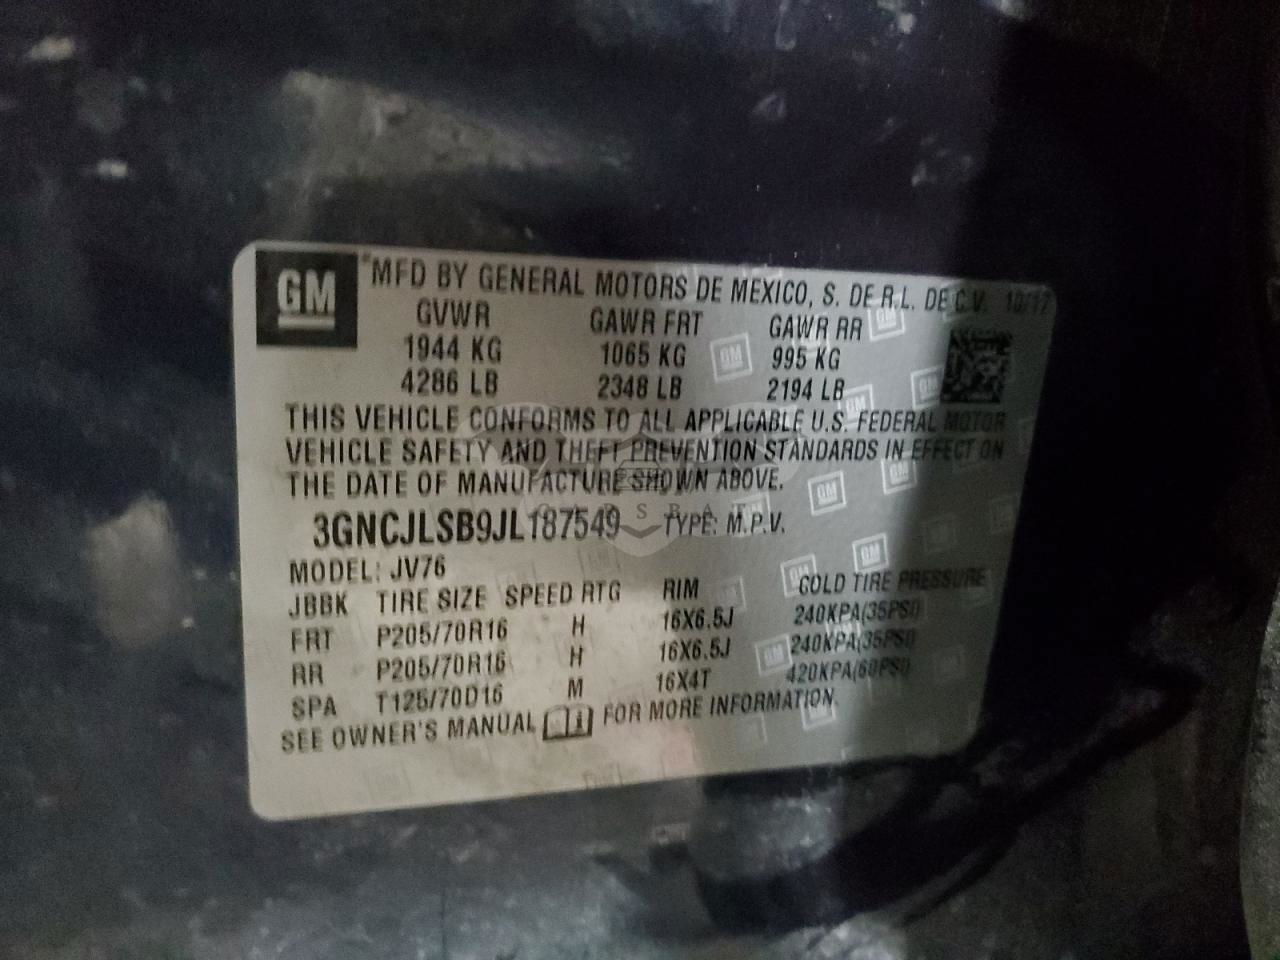 GM MFD BY GENERAL MOTORS DE MEXICO, S. DE R.L. DE C.V. 10/17
GVWR GAWR FRT GAWR RR
1944 KG 1065 KG 995 KG
4286 LB 2348 LB 2194 LB
THIS VEHICLE CONFORMS TO ALL APPLICABLE U.S. FEDERAL MOTOR
VEHICLE SAFETY AND THEFT PREVENTION STANDARDS IN EFFECT ON
THE DATE OF MANUFACTURE SHOWN ABOVE.
3GNCJLSB9JL187549 TYPE: M.P.V.
MODEL: JV76
JBBK TIRE SIZE SPEED RTG RIM COLD TIRE PRESSURE
FRT P205/70R16 H 16X6.5J 240KPA(35PSI)
RR P205/70R16 H 16X6.5J 240KPA(35PSI)
SPA T125/70D16 M 16X4T 420KPA(60PSI)
SEE OWNER'S MANUAL FOR MORE INFORMATION.